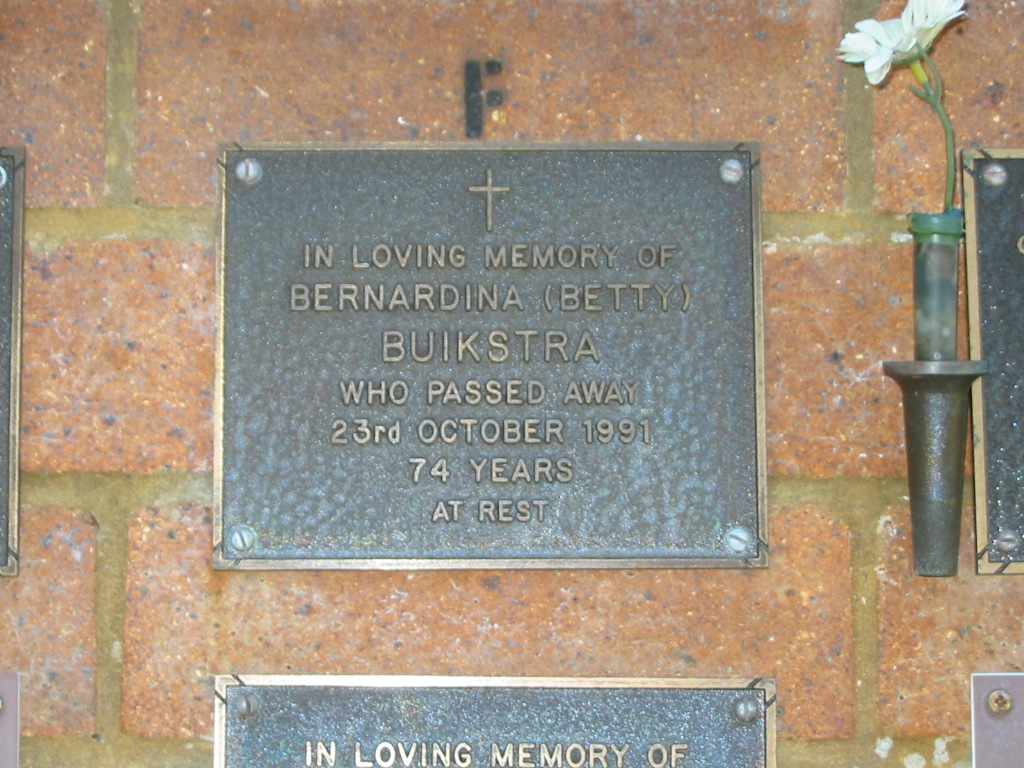 F
IN LOVING MEMORY OF
BERNARDINA (BETTY)
BUIKSTRA
WHO PASSED AWAY
23rd OCTOBER 1991
74 YEARS
AT REST
IN LOVING MEMORY OF